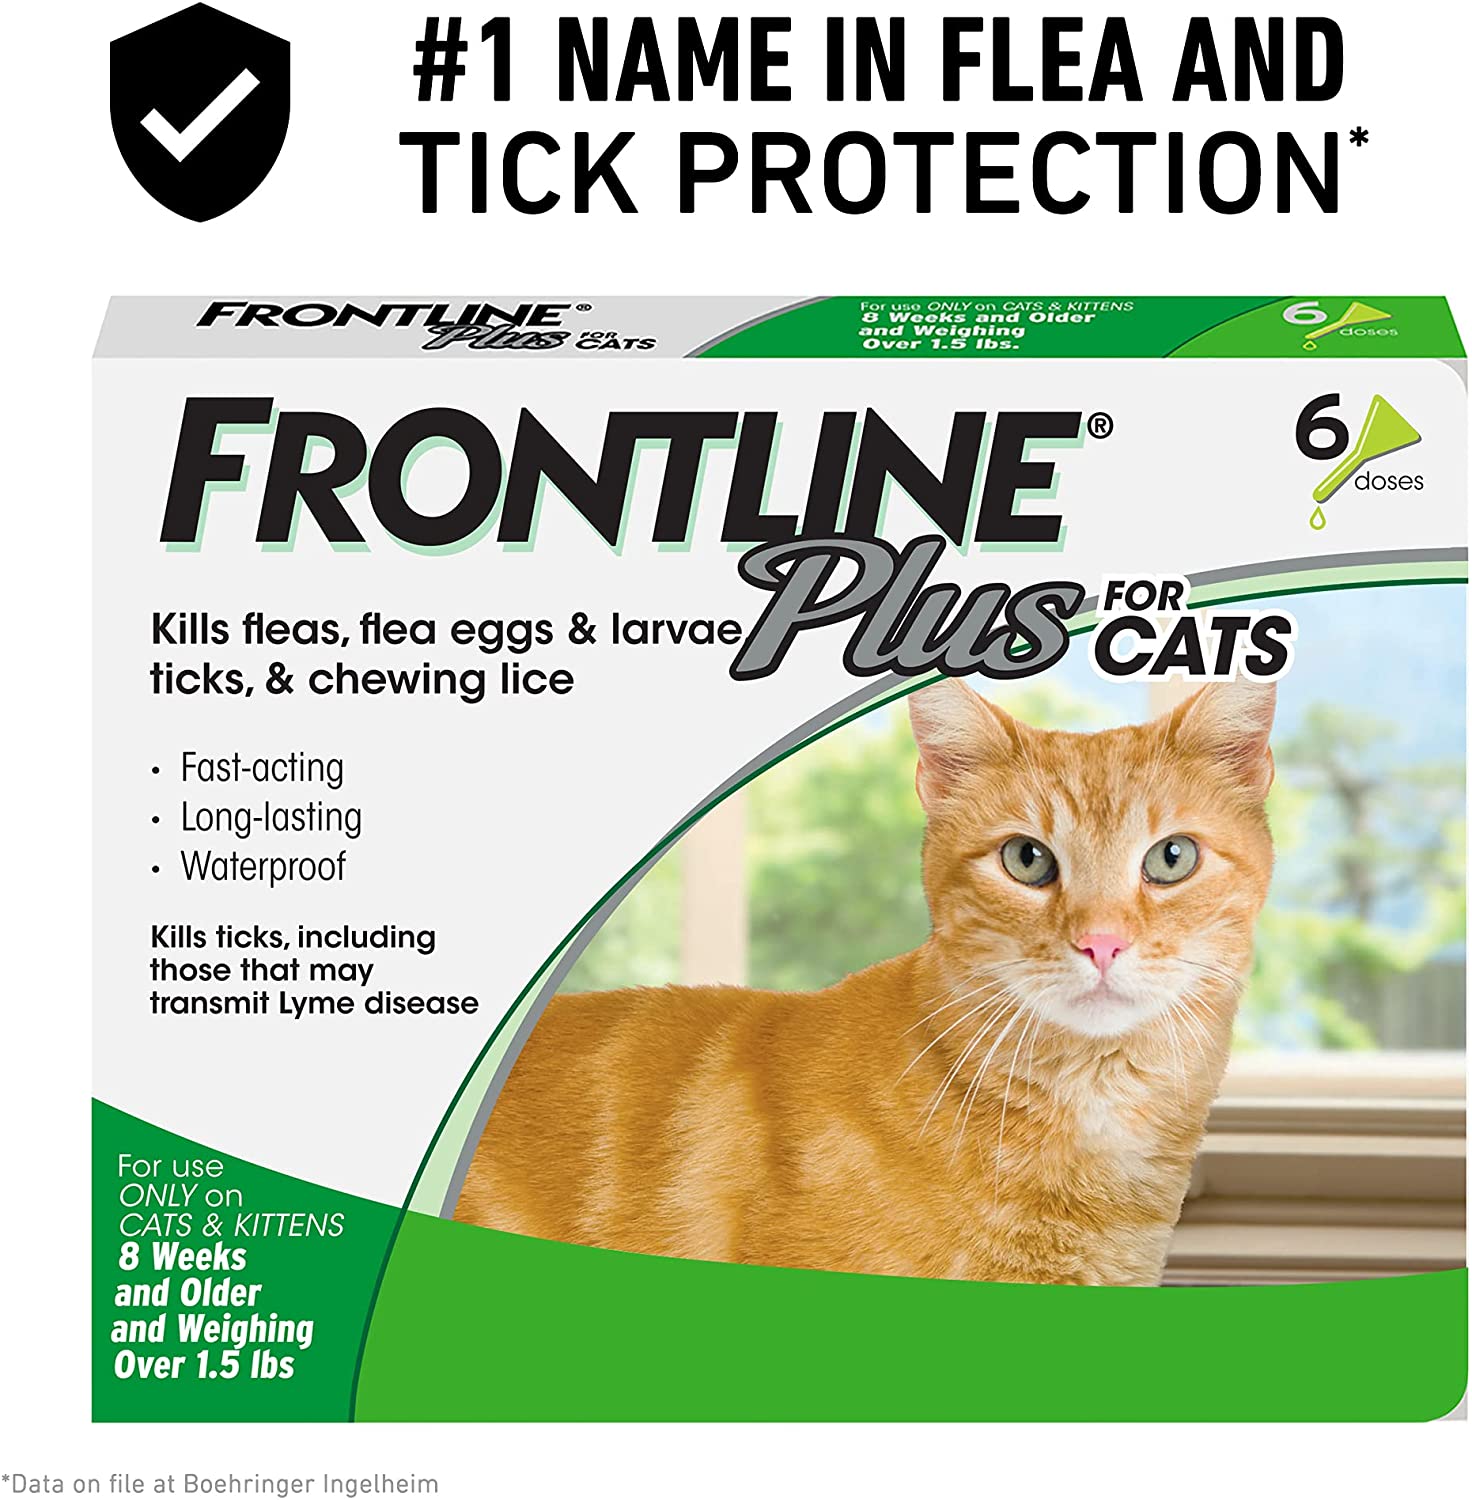 #1 NAME IN FLEA AND
TICK PROTECTION*
FRONTLINE®
Plus FOR CATS
For use ONLY on CATS & KITTENS
8 Weeks and Older
and Weighing
Over 1.5 lbs.
6 doses
FRONTLINE®
Plus FOR CATS
6 doses
Kills fleas, flea eggs & larvae,
ticks, & chewing lice
• Fast-acting
• Long-lasting
• Waterproof
Kills ticks, including
those that may
transmit Lyme disease
For use
ONLY on
CATS & KITTENS
8 Weeks
and Older
and Weighing
Over 1.5 lbs
*Data on file at Boehringer Ingelheim